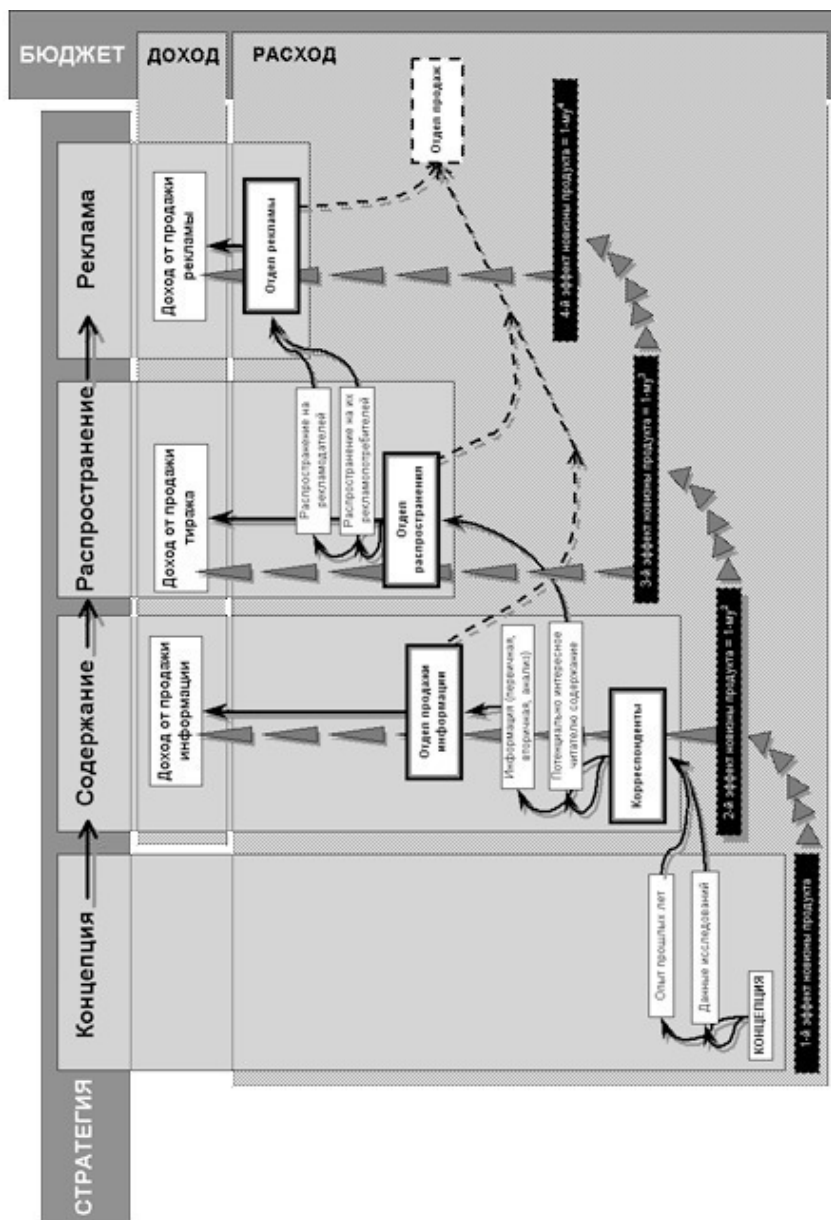 БЮДЖЕТ
ДОХОД
РАСХОД
СТРАТЕГИЯ
Концепция
Содержание
Распространение
Реклама
Доход от продажи
информации
Доход от продажи
тиража
Доход от продажи
рекламы
Отдел рекламы
Отдел продаж
Распространение на
рекламодателей
Распространение на их
рекламопотребителей
Отдел
распространения
Отдел продажи
информации
Информация (первичная,
вторичная, анализ)
Потенциально интересное
читателю содержание
Корреспонденты
Опыт прошлых лет
Данные исследований
КОНЦЕПЦИЯ
1-й эффект новизны продукта
2-й эффект новизны продукта = 1-му²
3-й эффект новизны продукта = 1-му³
4-й эффект новизны продукта = 1-му⁴